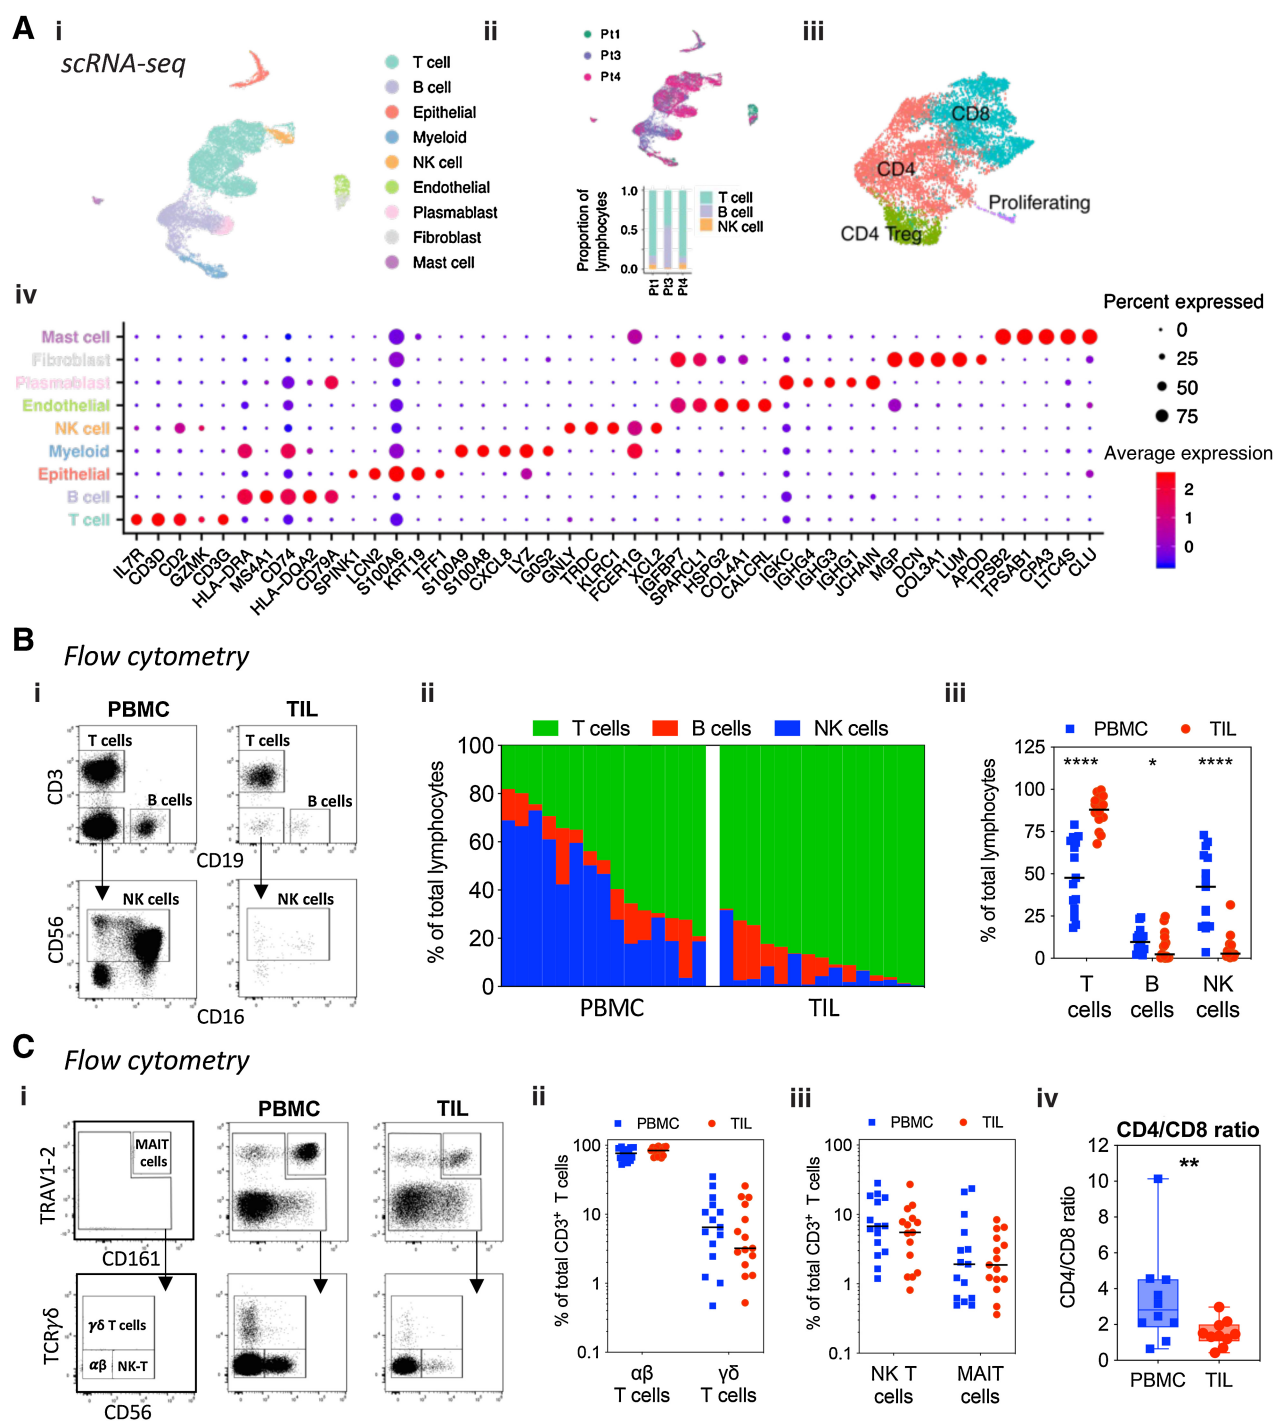 A
i
scRNA-seq
T cell
B cell
Epithelial
Myeloid
NK cell
Endothelial
Plasmablast
Fibroblast
Mast cell
ii
Pt1
Pt3
Pt4
Proportion of
lymphocytes
1.0
0.5
0.0
Pt1
Pt3
Pt4
T cell
B cell
NK cell
iii
CD8
CD4
Proliferating
CD4 Treg
iv
Mast cell
Fibroblast
Plasmablast
Endothelial
NK cell
Myeloid
Epithelial
B cell
T cell
IL7R
CD3D
CD2
GZMK
CD3G
HLA-DRA
MS4A1
CD74
HLA-DQA2
CD79A
SPINK1
LCN2
S100A6
KRT19
TFF1
S100A9
S100A8
CXCL8
LYZ
G0S2
GNLY
TRDC
KLRC1
FCER1G
XCL2
IGFBP7
SPARCL1
HSPG2
COL4A1
CALCRL
IGKC
IGHG4
IGHG3
IGHG1
JCHAIN
MGP
DCN
COL3A1
LUM
APOD
TPSB2
TPSAB1
CPA3
LTC4S
CLU
Percent expressed
0
25
50
75
Average expression
2
1
0
B
Flow cytometry
i
PBMC
TIL
CD3
T cells
B cells
T cells
B cells
CD19
CD56
NK cells
NK cells
CD16
ii
T cells
B cells
NK cells
% of total lymphocytes
100
80
60
40
20
0
PBMC
TIL
iii
PBMC
TIL
% of total lymphocytes
125
100
75
50
25
0
****
*
****
T
cells
B
cells
NK
cells
C
Flow cytometry
i
PBMC
TIL
TRAV1-2
MAIT
cells
CD161
TCRγδ
γδ T cells
αβ
NK-T
CD56
ii
PBMC
TIL
% of total CD3⁺ T cells
100
10
1
0.1
αβ
T cells
γδ
T cells
iii
PBMC
TIL
% of total CD3⁺ T cells
100
10
1
0.1
NK T
cells
MAIT
cells
iv
CD4/CD8 ratio
CD4/CD8 ratio
12
10
8
6
4
2
0
**
PBMC
TIL